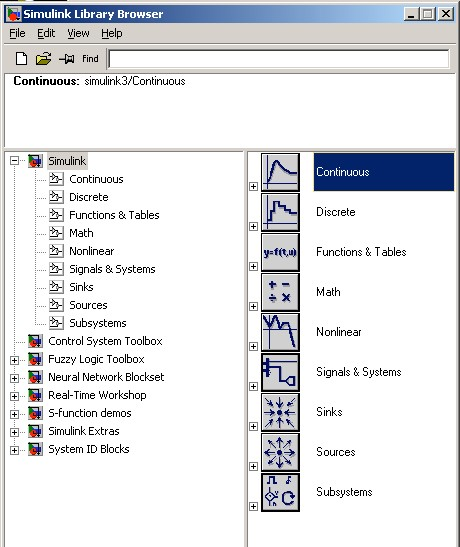 Simulink Library Browser
File Edit View Help
Find
Continuous: simulink3/Continuous
Simulink
Continuous
Discrete
Functions & Tables
Math
Nonlinear
Signals & Systems
Sinks
Sources
Subsystems
Control System Toolbox
Fuzzy Logic Toolbox
Neural Network Blockset
Real-Time Workshop
S-function demos
Simulink Extras
System ID Blocks
Continuous
Discrete
y=f(t,u) Functions & Tables
Math
Nonlinear
Signals & Systems
Sinks
Sources
Subsystems